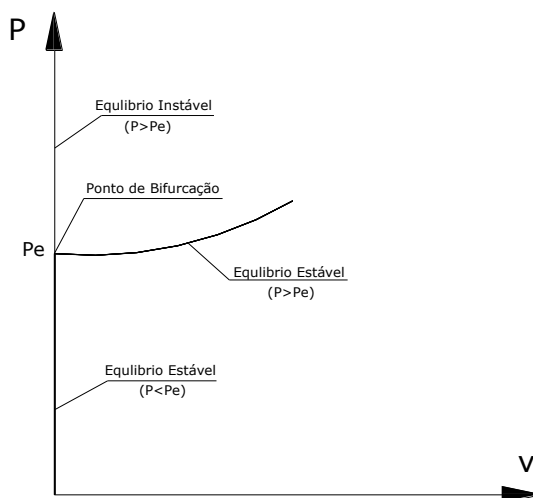 P
Equlibrio Instável
(P>Pe)
Ponto de Bifurcação
Pe
Equlibrio Estável
(P>Pe)
Equlibrio Estável
(P<Pe)
v